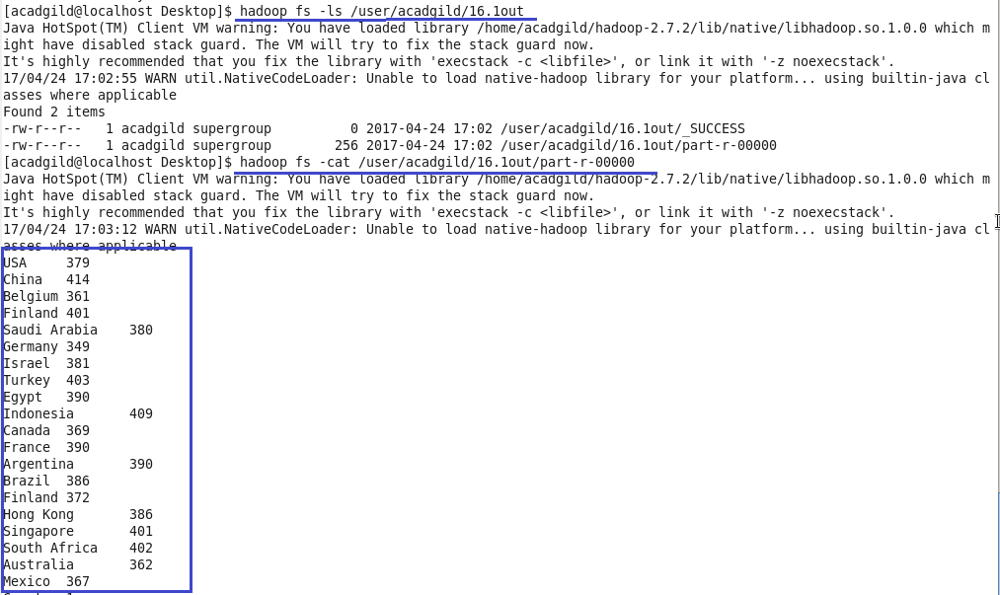 [acadgild@localhost Desktop]$ hadoop fs -ls /user/acadgild/16.1out
Java HotSpot(TM) Client VM warning: You have loaded library /home/acadgild/hadoop-2.7.2/lib/native/libhadoop.so.1.0.0 which m
ight have disabled stack guard. The VM will try to fix the stack guard now.
It's highly recommended that you fix the library with 'execstack -c <libfile>', or link it with '-z noexecstack'.
17/04/24 17:02:55 WARN util.NativeCodeLoader: Unable to load native-hadoop library for your platform... using builtin-java cl
asses where applicable
Found 2 items
-rw-r--r--   1 acadgild supergroup          0 2017-04-24 17:02 /user/acadgild/16.1out/_SUCCESS
-rw-r--r--   1 acadgild supergroup        256 2017-04-24 17:02 /user/acadgild/16.1out/part-r-00000
[acadgild@localhost Desktop]$ hadoop fs -cat /user/acadgild/16.1out/part-r-00000
Java HotSpot(TM) Client VM warning: You have loaded library /home/acadgild/hadoop-2.7.2/lib/native/libhadoop.so.1.0.0 which m
ight have disabled stack guard. The VM will try to fix the stack guard now.
It's highly recommended that you fix the library with 'execstack -c <libfile>', or link it with '-z noexecstack'.
17/04/24 17:03:12 WARN util.NativeCodeLoader: Unable to load native-hadoop library for your platform... using builtin-java cl
asses where applicable
USA     379
China   414
Belgium 361
Finland 401
Saudi Arabia    380
Germany 349
Israel  381
Turkey  403
Egypt   390
Indonesia       409
Canada  369
France  390
Argentina       390
Brazil  386
Finland 372
Hong Kong       386
Singapore       401
South Africa    402
Australia       362
Mexico  367